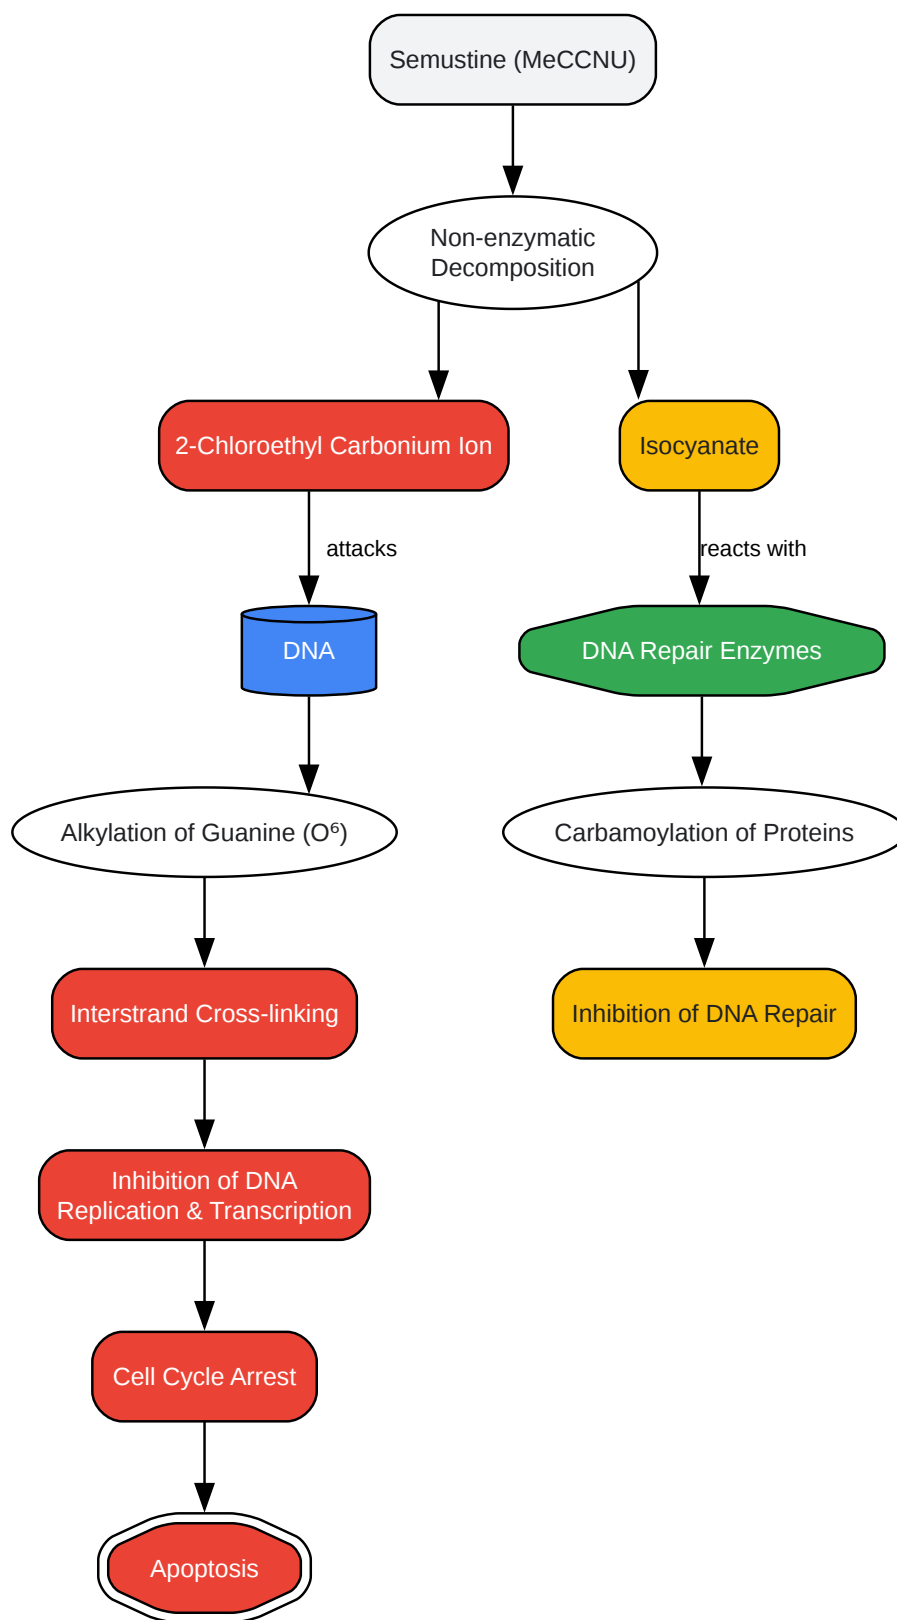 Semustine (MeCCNU)
Non-enzymatic
Decomposition
2-Chloroethyl Carbonium Ion
Isocyanate
attacks
reacts with
DNA
DNA Repair Enzymes
Alkylation of Guanine (O⁶)
Carbamoylation of Proteins
Interstrand Cross-linking
Inhibition of DNA Repair
Inhibition of DNA
Replication & Transcription
Cell Cycle Arrest
Apoptosis